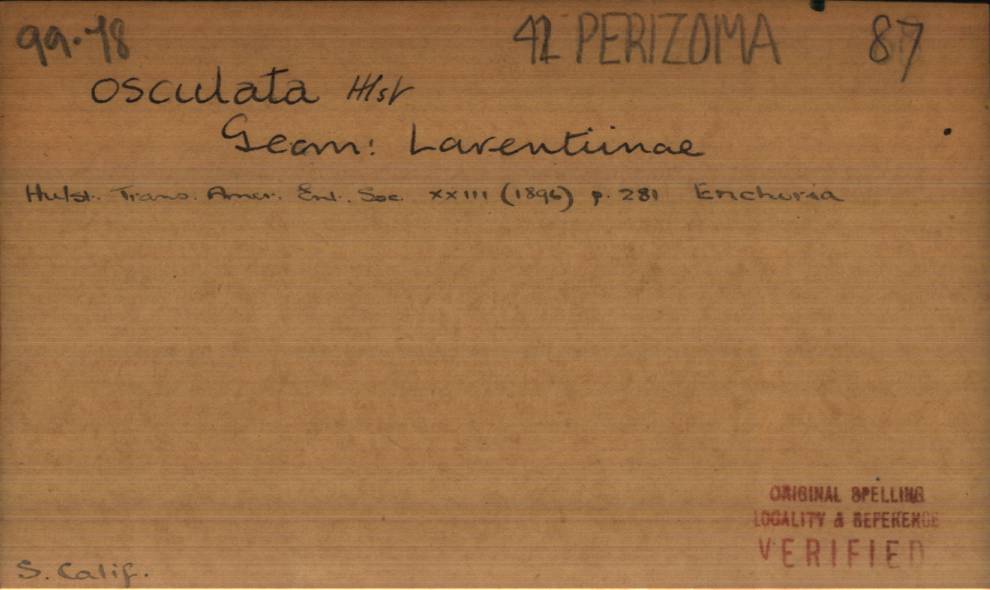 99.78 42 PERIZOMA 87
osculata Hlst
Geom: Larentiinae
Hulst. Trans. Amer. Ent. Soc. XXIII (1896) p. 281 Enchoria
ORIGINAL SPELLING
LOCALITY & REFERENCE
VERIFIED
S. Calif.